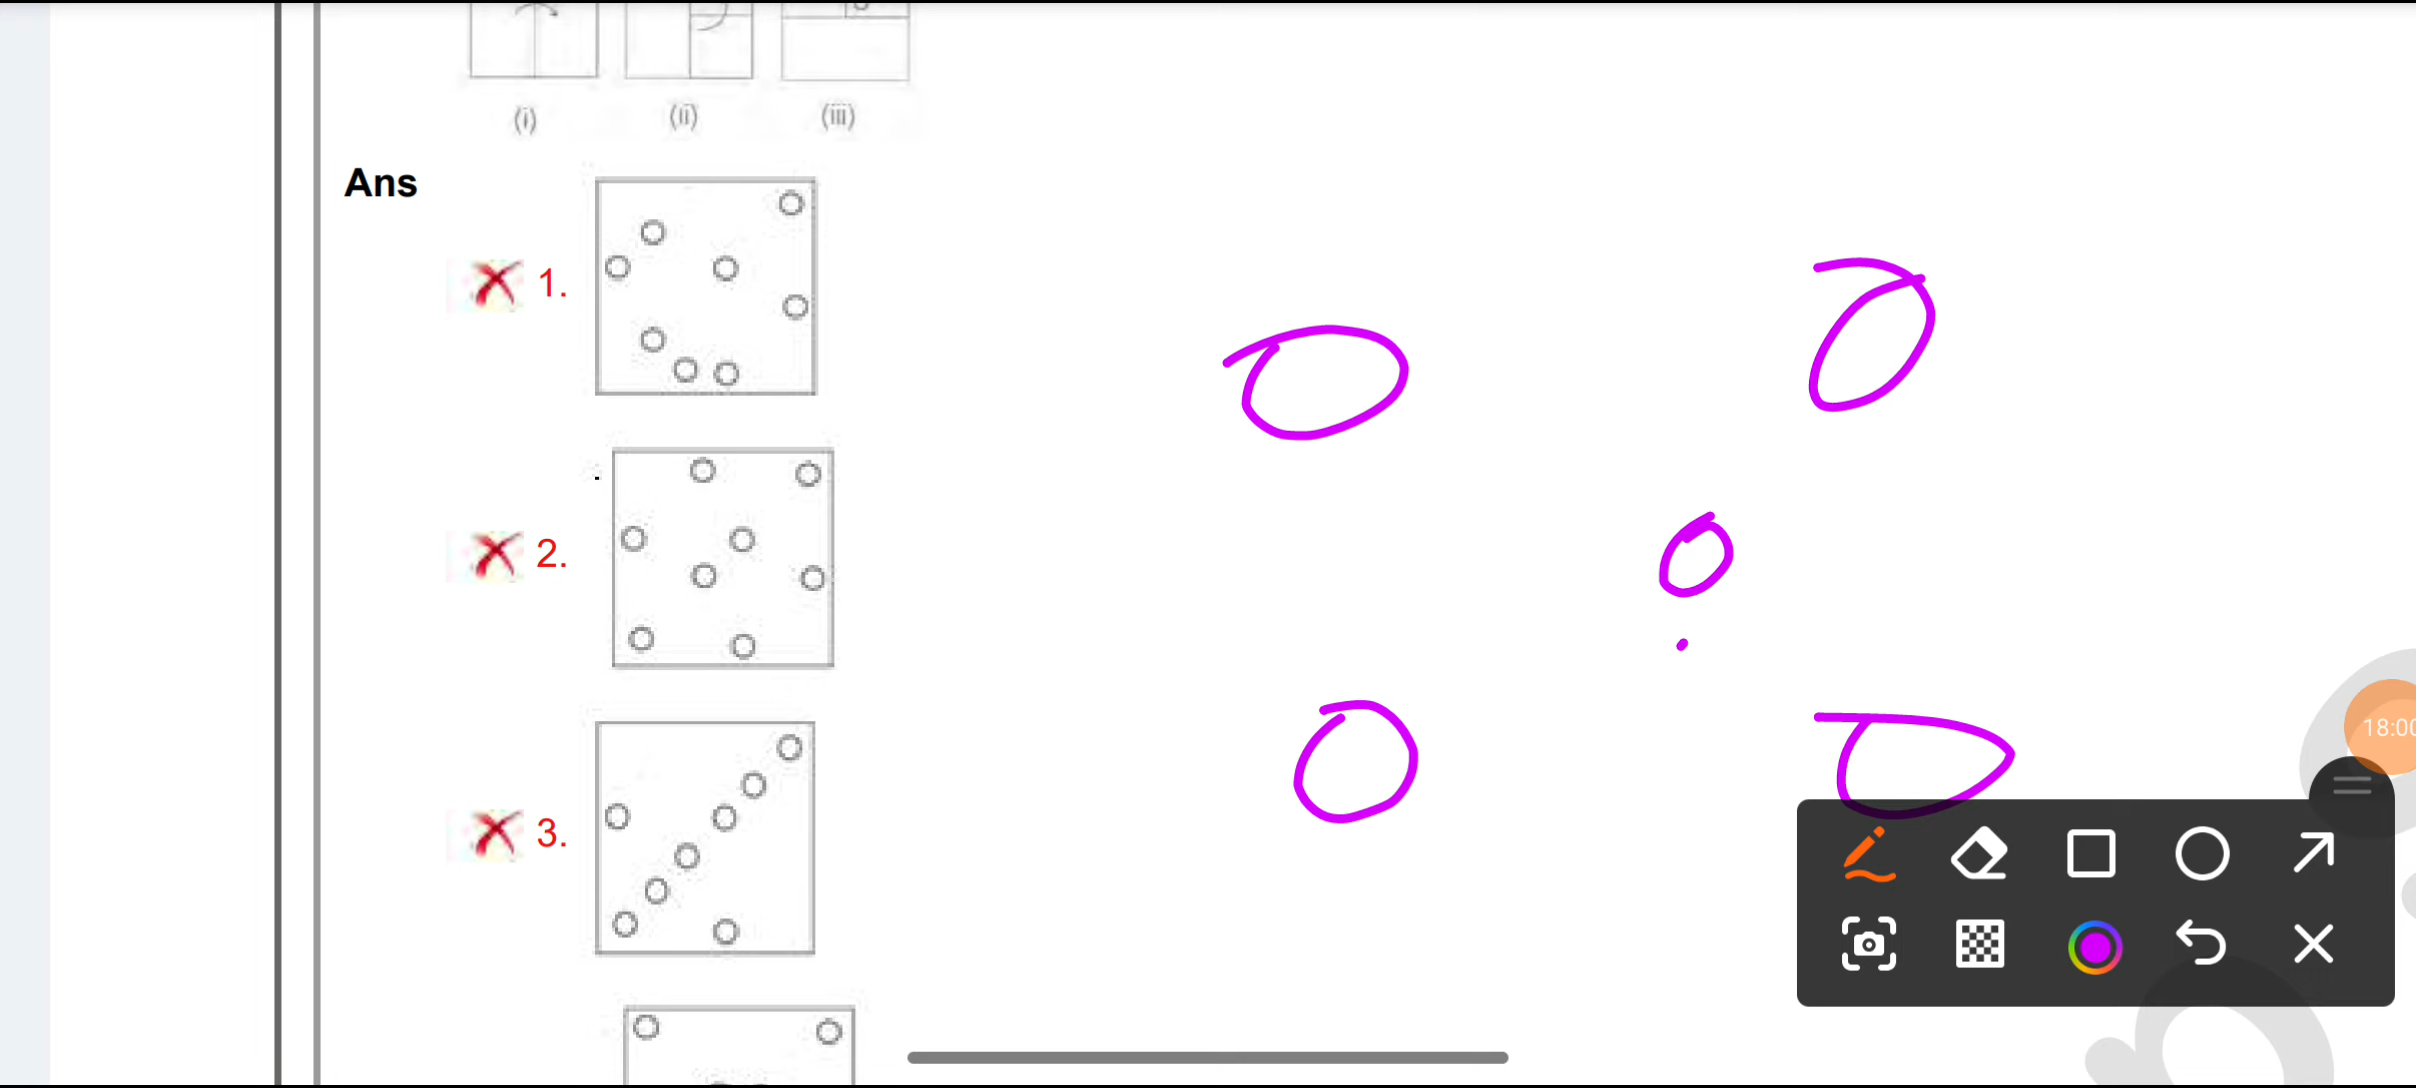 (i) (ii) (iii)
Ans
1.
2.
3.
18:00